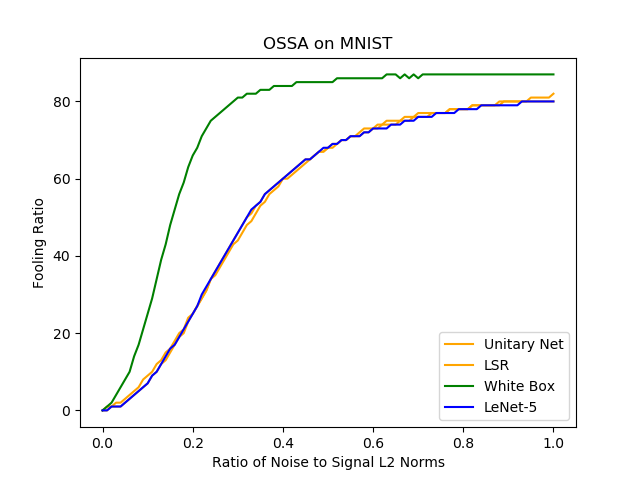 OSSA on MNIST
Fooling Ratio
80
60
40
20
0
0.0 0.2 0.4 0.6 0.8 1.0
Ratio of Noise to Signal L2 Norms
Unitary Net
LSR
White Box
LeNet-5